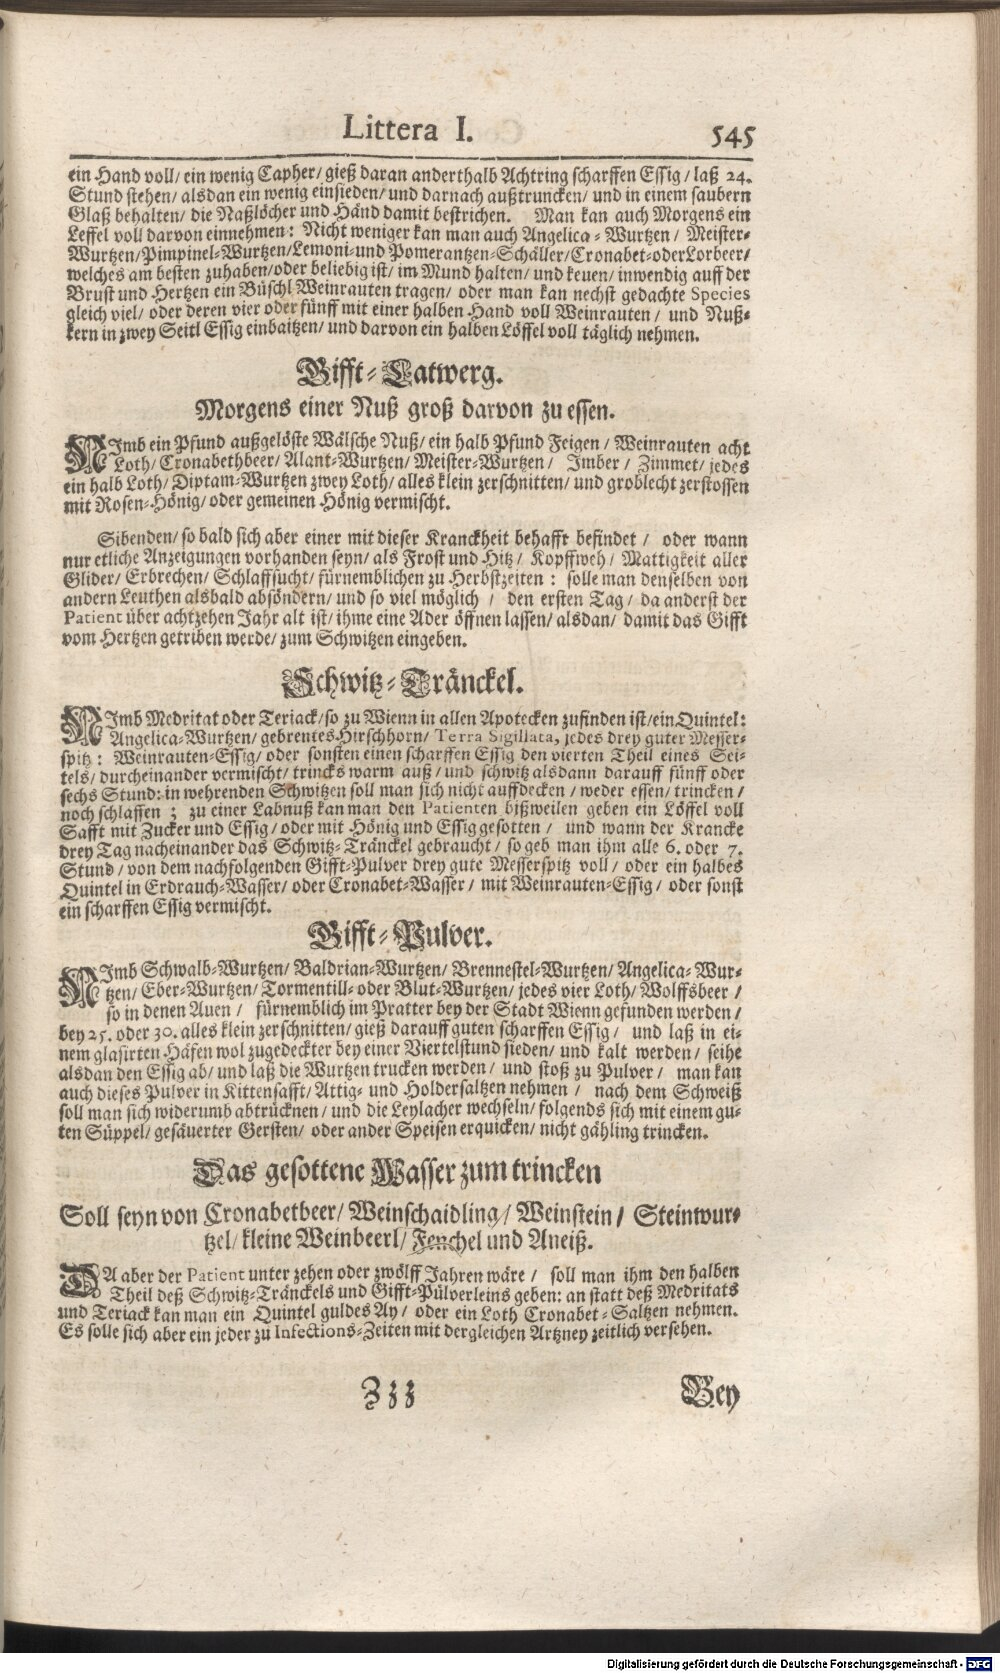 Littera I. 545
ein Hand voll/ ein wenig Capher/ gieß daran anderthalb Achtring scharffen Essig/ laß 24.
Stund stehen/ alsdan ein wenig einsieden/ und darnach außtruncken/ und in einem saubern
Glaß behalten/ die Naßlöcher und Händ damit bestrichen. Man kan auch Morgens ein
Leffel voll darvon einnehmen: Nicht weniger kan man auch Angelica-Wurtzen/ Meister-
Wurtzen/Pimpinel-Wurtzen/Lemoni-und Pomerantzen-Schäller/Cronabet-oder Lorbeer/
welches am besten zuhaben/oder beliebig ist/ im Mund halten/ und keuen/ inwendig auff der
Brust und Hertzen ein Büschl Weinrauten tragen/ oder man kan nechst gedachte Species
gleich viel/ oder deren vier oder fünff mit einer halben Hand voll Weinrauten/ und Nuß-
kern in zwey Seitl Essig einbaitzen/ und darvon ein halben Löffel voll täglich nehmen.
Gifft-Latwerg.
Morgens einer Nuß groß darvon zu essen.
NImb ein Pfund außgelöste Wälsche Nuß/ ein halb Pfund Feigen/ Weinrauten acht
Loth/ Cronabethbeer/ Alant-Wurtzen/ Meister-Wurtzen/ Imber/ Zimmet/ jedes
ein halb Loth/ Diptam-Wurtzen zwey Loth/ alles klein zerschnitten/ und groblecht zerstossen
mit Rosen-Hönig/ oder gemeinen Hönig vermischt.
Sibenden/ so bald sich aber einer mit dieser Kranckheit behafft befindet/ oder wann
nur etliche Anzeigungen vorhanden seyn/ als Frost und Hitz/ Kopffweh/ Mattigkeit aller
Glider/ Erbrechen/ Schlaffsucht/ fürnemblichen zu Herbstzeiten: solle man denselben von
andern Leuthen alsbald absöndern/ und so viel möglich/ den ersten Tag/ da anderst der
Patient über achtzehen Jahr alt ist/ ihme eine Ader öffnen lassen/ alsdan/ damit das Gifft
vom Hertzen getriben werde/ zum Schwitzen eingeben.
Schwitz-Tränckel.
NImb Medritat oder Teriack/ so zu Wienn in allen Apotecken zufinden ist/ ein Quintel:
Angelica-Wurtzen/ gebrentes Hirschhorn/ Terra Sigillata, jedes drey guter Messer-
spitz: Weinrauten-Essig/ oder sonsten einen scharffen Essig den vierten Theil eines Sei-
tels/ durcheinander vermischt/ trincks warm auß/ und schwitz alsdann darauff fünff oder
sechs Stund: in wehrenden Schwitzen soll man sich nicht auffdecken/ weder essen/ trincken/
noch schlaffen; zu einer Labnuß kan man den Patienten bißweilen geben ein Löffel voll
Safft mit Zucker und Essig/ oder mit Hönig und Essig gesotten/ und wann der Krancke
drey Tag nacheinander das Schwitz-Tränckel gebraucht/ so geb man ihm alle 6. oder 7.
Stund/ von dem nachfolgenden Gifft-Pulver drey gute Messerspitz voll/ oder ein halbes
Quintel in Erdrauch-Wasser/ oder Cronabet-Wasser/ mit Weinrauten-Essig/ oder sonst
ein scharffen Essig vermischt.
Gifft-Pulver.
NImb Schwalb-Wurtzen/ Baldrian-Wurtzen/ Brennestel-Wurtzen/ Angelica-Wur-
tzen/ Eber-Wurtzen/ Tormentill- oder Blut-Wurtzen/ jedes vier Loth/ Wolffsbeer/
so in denen Auen/ fürnemblich im Pratter bey der Stadt Wienn gefunden werden/
bey 25. oder 30. alles klein zerschnitten/ gieß darauff guten scharffen Essig/ und laß in ei-
nem glasirten Häfen wol zugedeckter bey einer Viertelstund sieden/ und kalt werden/ seihe
alsdan den Essig ab/ und laß die Wurtzen trucken werden/ und stoß zu Pulver/ man kan
auch dieses Pulver in Kittensafft/ Attig- und Holdersaltzen nehmen/ nach dem Schweiß
soll man sich widerumb abtrücknen/ und die Leylacher wechseln/ folgends sich mit einem gu-
ten Süppel/ gesäuerter Gersten/ oder ander Speisen erquicken/ nicht gähling trincken.
Das gesottene Wasser zum trincken
Soll seyn von Cronabetbeer/ Weinschaidling/ Weinstein/ Steinwur-
tzel/ kleine Weinbeerl/ Fenchel und Aneiß.
DA aber der Patient unter zehen oder zwölff Jahren wäre/ soll man ihm den halben
Theil deß Schwitz-Tränckels und Gifft-Pülverleins geben: an statt deß Medritats
und Teriack kan man ein Quintel guldes Ay/ oder ein Loth Cronabet-Saltzen nehmen.
Es solle sich aber ein jeder zu Infections-Zeiten mit dergleichen Artzney zeitlich versehen.
Zzz Bey
Digitalisierung gefördert durch die Deutsche Forschungsgemeinschaft - DFG